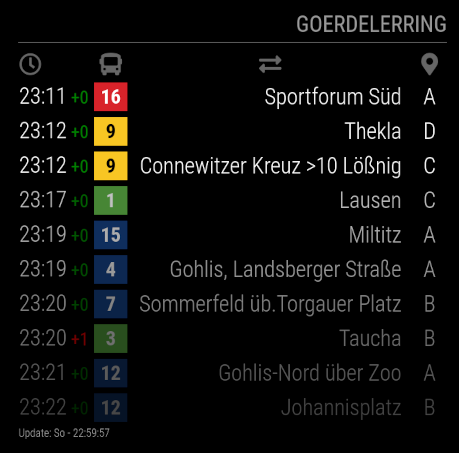 GOERDELERRING
23:11 +0 16 Sportforum Süd A
23:12 +0 9 Thekla D
23:12 +0 9 Connewitzer Kreuz >10 Lößnig C
23:17 +0 1 Lausen C
23:19 +0 15 Miltitz A
23:19 +0 4 Gohlis, Landsberger Straße A
23:20 +0 7 Sommerfeld üb.Torgauer Platz B
23:20 +1 3 Taucha B
23:21 +0 12 Gohlis-Nord über Zoo A
23:22 +0 12 Johannisplatz B
Update: So - 22:59:57